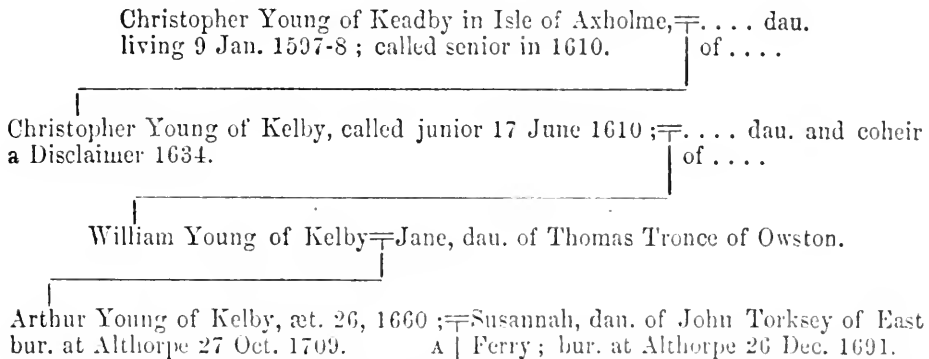 Christopher Young of Keadby in Isle of Axholme,=.... dau.
living 9 Jan. 1597-8 ; called senior in 1610. of ....
Christopher Young of Kelby, called junior 17 June 1610 ;=.... dau. and coheir
a Disclaimer 1634. of ....
William Young of Kelby=Jane, dau. of Thomas Tronce of Owston.
Arthur Young of Kelby, æt. 26, 1660 ;=Susannah, dau. of John Torksey of East
bur. at Althorpe 27 Oct. 1709. A | Ferry ; bur. at Althorpe 26 Dec. 1691.